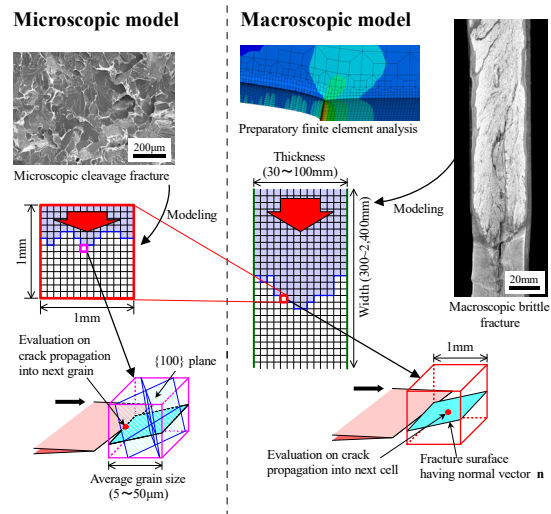 Microscopic model
200μm
Microscopic cleavage fracture
Modeling
1mm
1mm
Evaluation on
crack propagation
into next grain
{100} plane
Average grain size
(5～50μm)
Macroscopic model
Preparatory finite element analysis
Thickness
(30～100mm)
Width (300~2,400mm)
Modeling
20mm
Macroscopic brittle
fracture
1mm
Evaluation on crack
propagation into next cell
Fracture suraface
having normal vector n